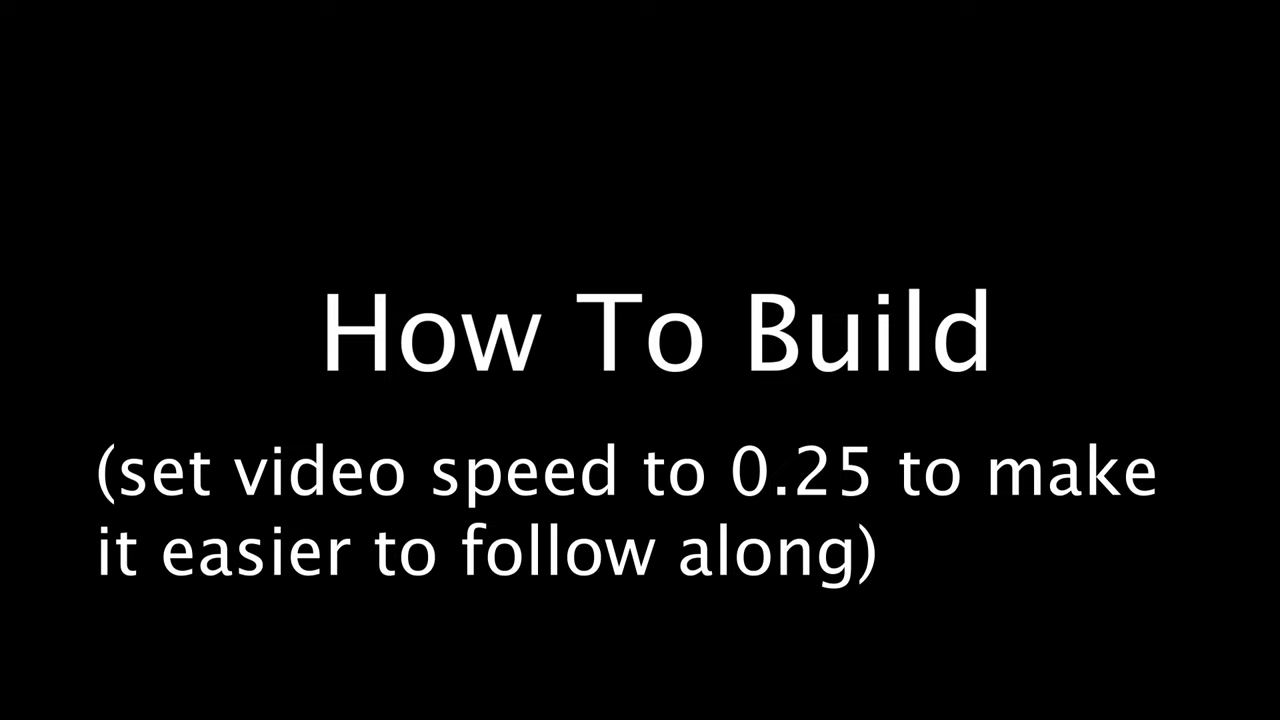 How To Build
(set video speed to 0.25 to make
it easier to follow along)